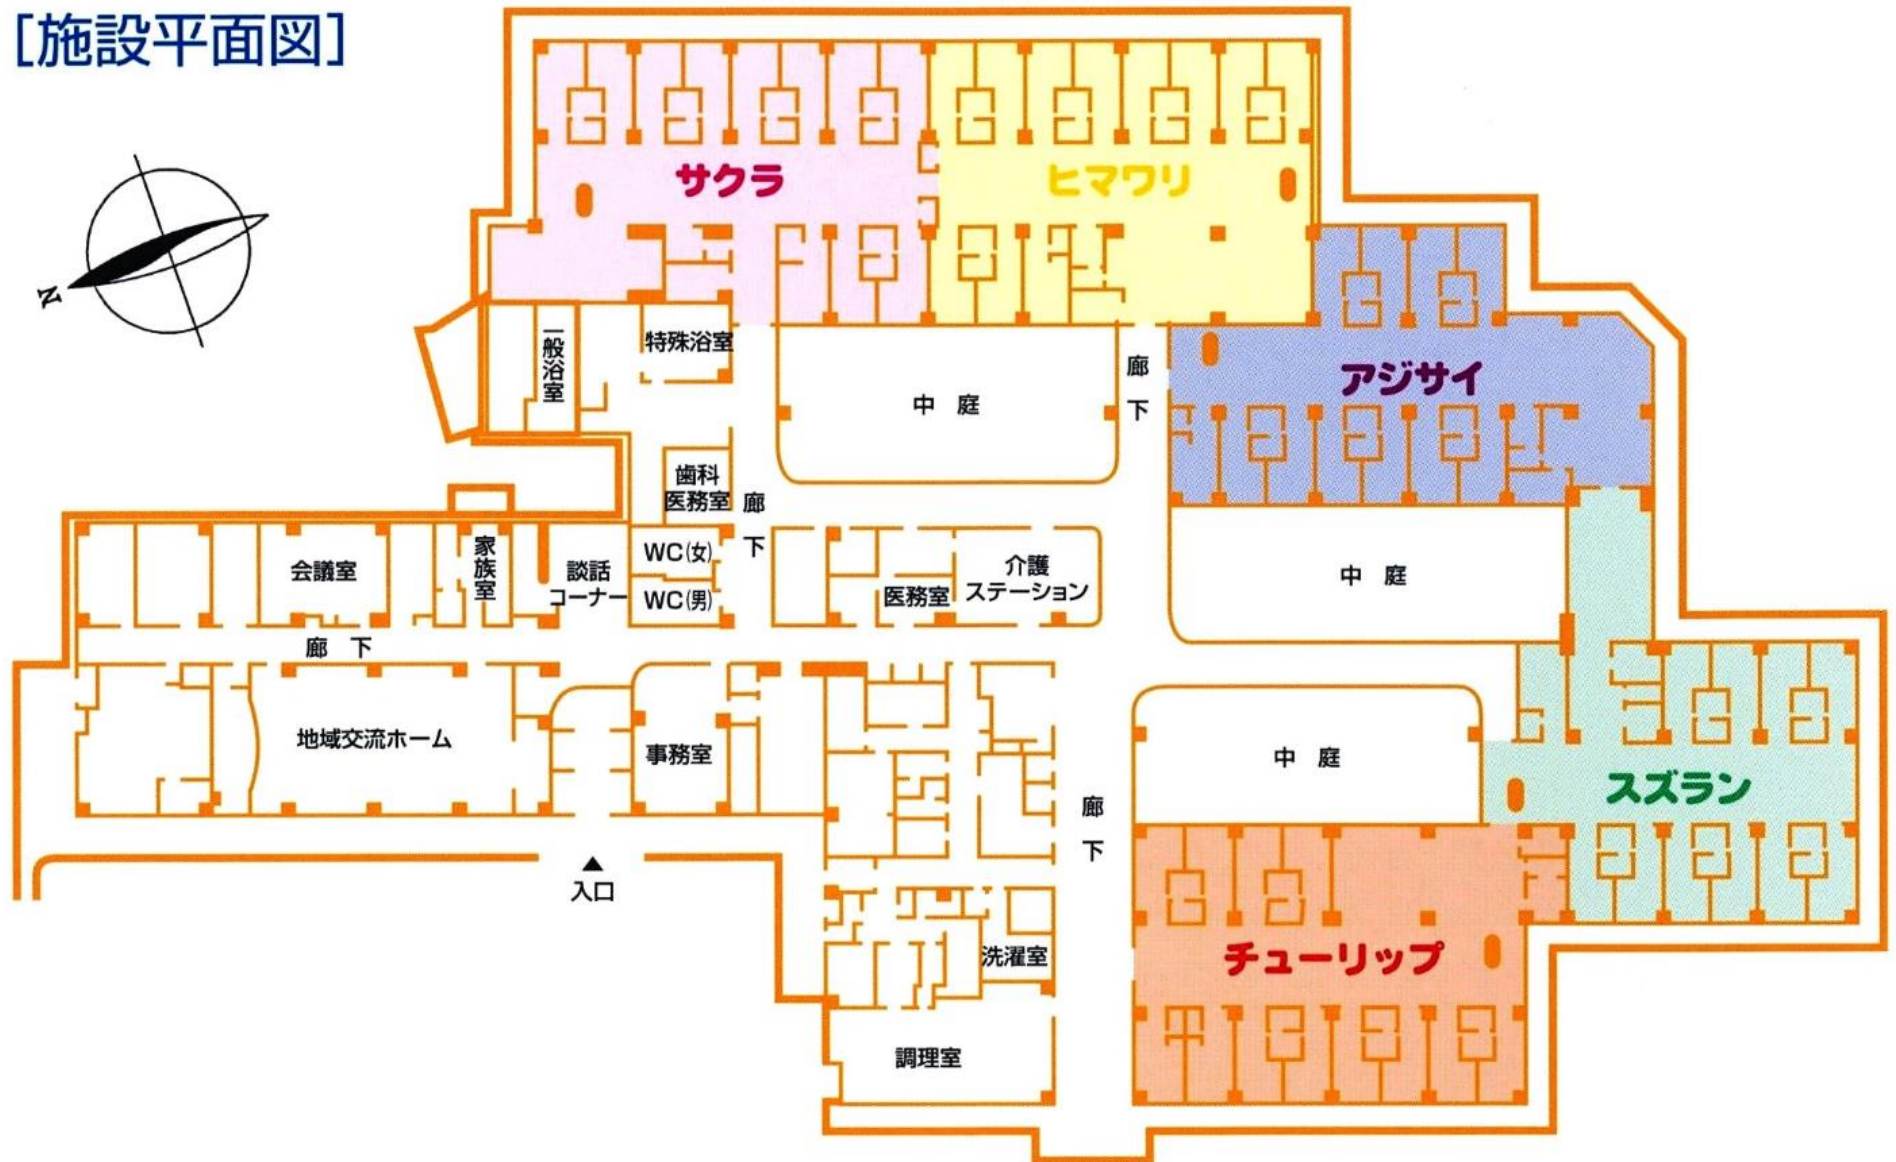 [施設平面図]
N
サクラ
ヒマワリ
一般浴室
特殊浴室
中庭
廊下
アジサイ
歯科
医務室
廊下
会議室
家族室
談話
コーナー
WC(女)
WC(男)
医務室
介護
ステーション
中庭
廊下
地域交流ホーム
事務室
中庭
スズラン
廊下
入口
チューリップ
洗濯室
調理室